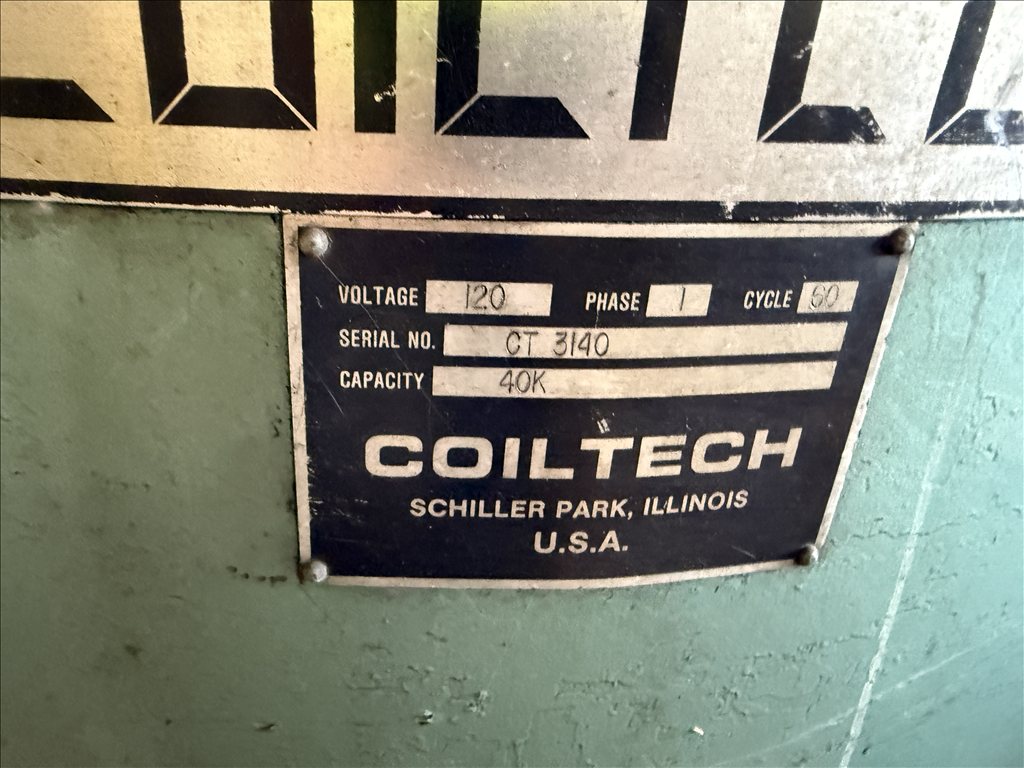 VOLTAGE 120 PHASE 1 CYCLE 60
SERIAL NO. CT 3140
CAPACITY 40K
COILTECH
SCHILLER PARK, ILLINOIS
U.S.A.